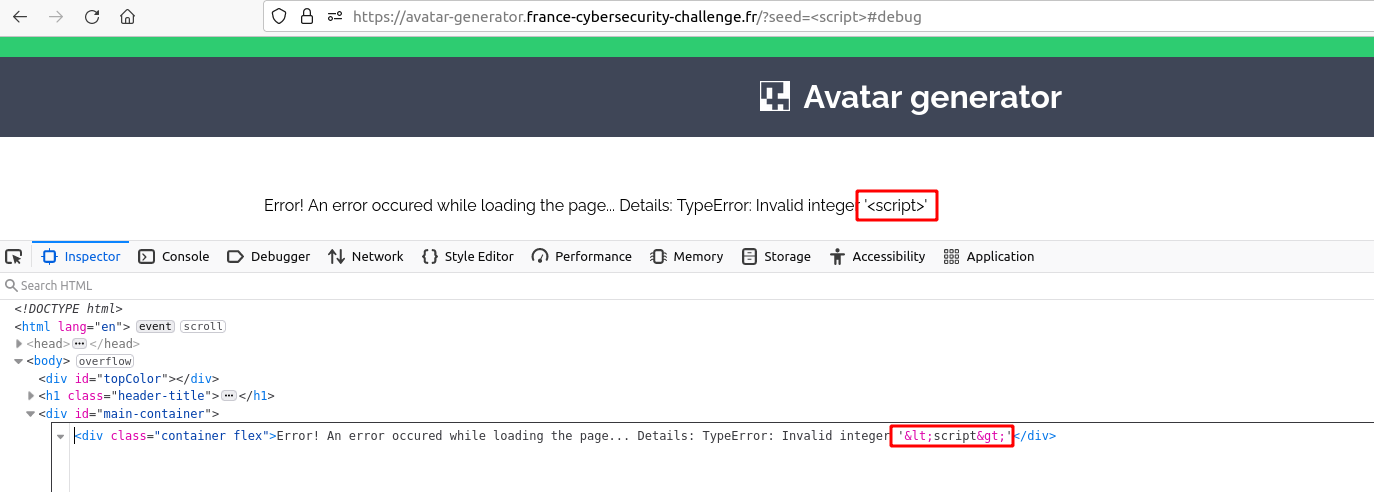 https://avatar-generator.france-cybersecurity-challenge.fr/?seed=<script>#debug
Avatar generator
Error! An error occured while loading the page... Details: TypeError: Invalid integer '<script>'
Inspector Console Debugger Network Style Editor Performance Memory Storage Accessibility Application
Search HTML
<!DOCTYPE html>
<html lang="en"> event scroll
<head> ··· </head>
<body> overflow
<div id="topColor"></div>
<h1 class="header-title"> ··· </h1>
<div id="main-container">
<div class="container flex">Error! An error occured while loading the page... Details: TypeError: Invalid integer '&lt;script&gt;'</div>